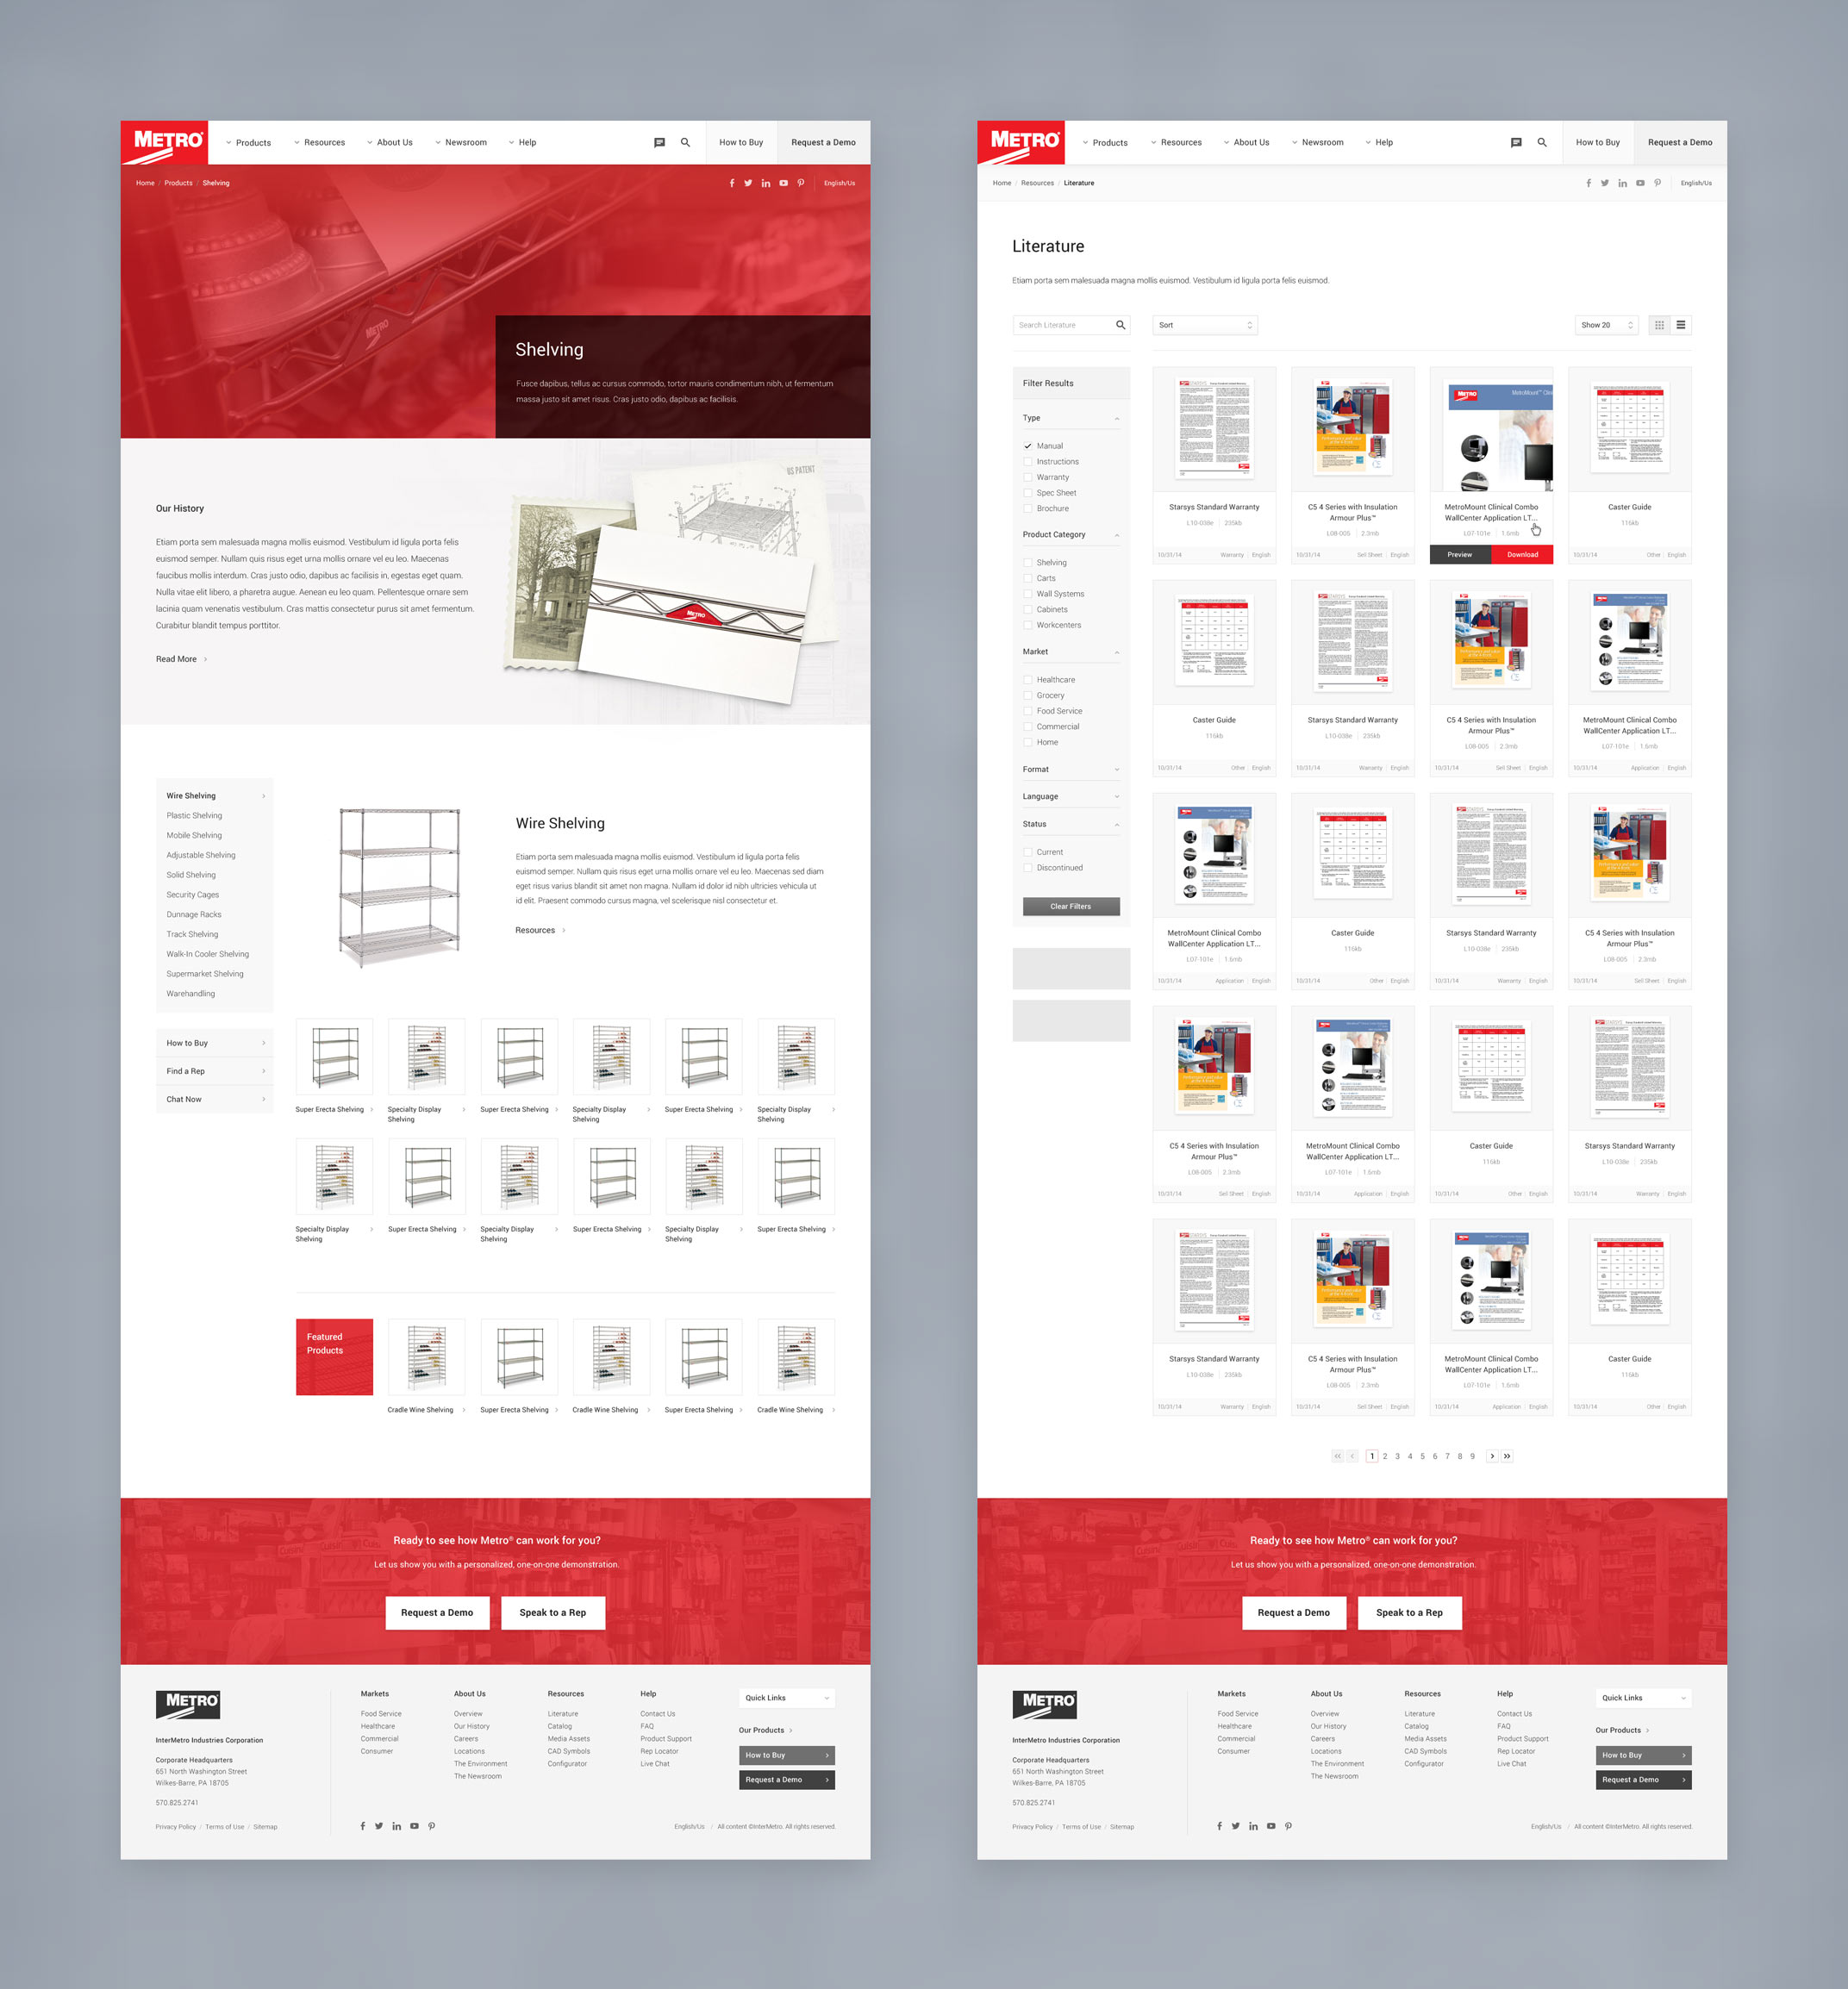 METRO
Products
Resources
About Us
Newsroom
Help
How to Buy
Request a Demo
Home / Products / Shelving
English/Us
Shelving
Fusce dapibus, tellus ac cursus commodo, tortor mauris condimentum nibh, ut fermentum
massa justo sit amet risus. Cras justo odio, dapibus ac facilisis.
Our History
Etiam porta sem malesuada magna mollis euismod. Vestibulum id ligula porta felis
euismod semper. Nullam quis risus eget urna mollis ornare vel eu leo. Maecenas
faucibus mollis interdum. Cras justo odio, dapibus ac facilisis in, egestas eget quam.
Nulla vitae elit libero, a pharetra augue. Aenean eu leo quam. Pellentesque ornare sem
lacinia quam venenatis vestibulum. Cras mattis consectetur purus sit amet fermentum.
Curabitur blandit tempus porttitor.
Read More
US PATENT
METRO
Wire Shelving
Plastic Shelving
Mobile Shelving
Adjustable Shelving
Solid Shelving
Security Cages
Dunnage Racks
Track Shelving
Walk-In Cooler Shelving
Supermarket Shelving
Warehandling
How to Buy
Find a Rep
Chat Now
Wire Shelving
Etiam porta sem malesuada magna mollis euismod. Vestibulum id ligula porta felis
euismod semper. Nullam quis risus eget urna mollis ornare vel eu leo. Maecenas sed diam
eget risus varius blandit sit amet non magna. Nullam id dolor id nibh ultricies vehicula ut
id elit. Praesent commodo cursus magna, vel scelerisque nisl consectetur et.
Resources
Super Erecta Shelving
Specialty Display
Shelving
Super Erecta Shelving
Specialty Display
Shelving
Super Erecta Shelving
Specialty Display
Shelving
Specialty Display
Shelving
Super Erecta Shelving
Specialty Display
Shelving
Super Erecta Shelving
Specialty Display
Shelving
Super Erecta Shelving
Featured
Products
Cradle Wine Shelving
Super Erecta Shelving
Cradle Wine Shelving
Super Erecta Shelving
Cradle Wine Shelving
Ready to see how Metro® can work for you?
Let us show you with a personalized, one-on-one demonstration.
Request a Demo
Speak to a Rep
METRO
InterMetro Industries Corporation
Corporate Headquarters
651 North Washington Street
Wilkes-Barre, PA 18705
570.825.2741
Privacy Policy / Terms of Use / Sitemap
Markets
Food Service
Healthcare
Commercial
Consumer
About Us
Overview
Our History
Careers
Locations
The Environment
The Newsroom
Resources
Literature
Catalog
Media Assets
CAD Symbols
Configurator
Help
Contact Us
FAQ
Product Support
Rep Locator
Live Chat
Quick Links
Our Products
How to Buy
Request a Demo
English/Us / All content ©InterMetro. All rights reserved.
METRO
Products
Resources
About Us
Newsroom
Help
How to Buy
Request a Demo
Home / Resources / Literature
English/Us
Literature
Etiam porta sem malesuada magna mollis euismod. Vestibulum id ligula porta felis euismod.
Search Literature
Sort
Show 20
Filter Results
Type
Manual
Instructions
Warranty
Spec Sheet
Brochure
Product Category
Shelving
Carts
Wall Systems
Cabinets
Workcenters
Market
Healthcare
Grocery
Food Service
Commercial
Home
Format
Language
Status
Current
Discontinued
Clear Filters
Starsys Standard Warranty
L10-038e | 235kb
10/31/14 Warranty | English
C5 4 Series with Insulation
Armour Plus™
L08-005 | 2.3mb
10/31/14 Sell Sheet | English
MetroMount Clinical Combo
WallCenter Application LT...
L07-101e | 1.6mb
Preview
Download
Caster Guide
116kb
10/31/14 Other | English
Caster Guide
116kb
10/31/14 Other | English
Starsys Standard Warranty
L10-038e | 235kb
10/31/14 Warranty | English
C5 4 Series with Insulation
Armour Plus™
L08-005 | 2.3mb
10/31/14 Sell Sheet | English
MetroMount Clinical Combo
WallCenter Application LT...
L07-101e | 1.6mb
10/31/14 Application | English
MetroMount Clinical Combo
WallCenter Application LT...
L07-101e | 1.6mb
10/31/14 Application | English
Caster Guide
116kb
10/31/14 Other | English
Starsys Standard Warranty
L10-038e | 235kb
10/31/14 Warranty | English
C5 4 Series with Insulation
Armour Plus™
L08-005 | 2.3mb
10/31/14 Sell Sheet | English
C5 4 Series with Insulation
Armour Plus™
L08-005 | 2.3mb
10/31/14 Sell Sheet | English
MetroMount Clinical Combo
WallCenter Application LT...
L07-101e | 1.6mb
10/31/14 Application | English
Caster Guide
116kb
10/31/14 Other | English
Starsys Standard Warranty
L10-038e | 235kb
10/31/14 Warranty | English
Starsys Standard Warranty
L10-038e | 235kb
10/31/14 Warranty | English
C5 4 Series with Insulation
Armour Plus™
L08-005 | 2.3mb
10/31/14 Sell Sheet | English
MetroMount Clinical Combo
WallCenter Application LT...
L07-101e | 1.6mb
10/31/14 Application | English
Caster Guide
116kb
10/31/14 Other | English
1 2 3 4 5 6 7 8 9
Ready to see how Metro® can work for you?
Let us show you with a personalized, one-on-one demonstration.
Request a Demo
Speak to a Rep
METRO
InterMetro Industries Corporation
Corporate Headquarters
651 North Washington Street
Wilkes-Barre, PA 18705
570.825.2741
Privacy Policy / Terms of Use / Sitemap
Markets
Food Service
Healthcare
Commercial
Consumer
About Us
Overview
Our History
Careers
Locations
The Environment
The Newsroom
Resources
Literature
Catalog
Media Assets
CAD Symbols
Configurator
Help
Contact Us
FAQ
Product Support
Rep Locator
Live Chat
Quick Links
Our Products
How to Buy
Request a Demo
English/Us / All content ©InterMetro. All rights reserved.